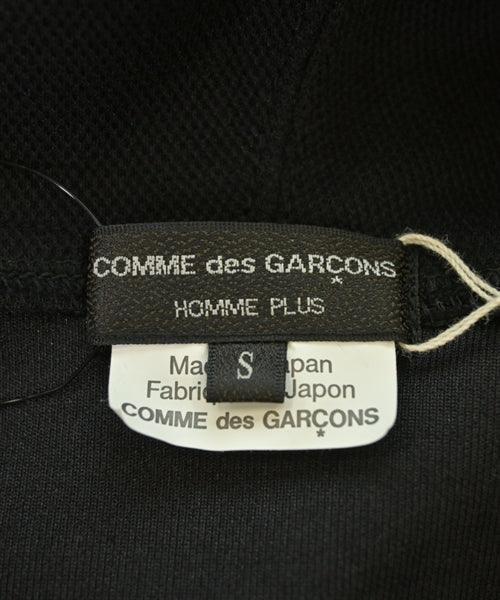 COMME des GARÇONS
HOMME PLUS
S
Japon
COMME des GARÇONS